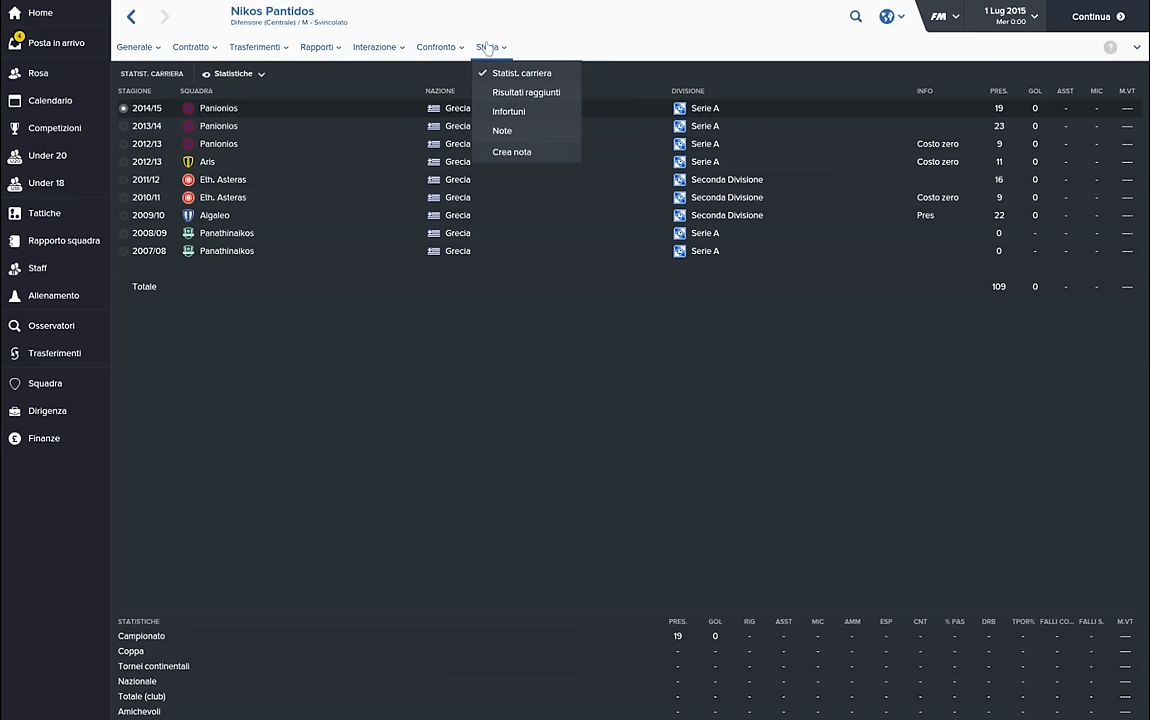 Home
Nikos Pantidos
Difensore (Centrale) / M - Svincolato
FM
1 Lug 2015
Mer 0:00
Continua
4
Posta in arrivo
Generale
Contratto
Trasferimenti
Rapporti
Interazione
Confronto
Rosa
Calendario
Competizioni
Under 20
Under 18
Tattiche
Rapporto squadra
Staff
Allenamento
Osservatori
Trasferimenti
Squadra
Dirigenza
Finanze
STATIST. CARRIERA Statistiche
Statist. carriera
Risultati raggiunti
Infortuni
Note
Crea nota
STAGIONE SQUADRA NAZIONE DIVISIONE INFO PRES. GOL ASST MIC M.VT
2014/15 Panionios Grecia Serie A 19 0 - - ---
2013/14 Panionios Grecia Serie A 23 0 - - ---
2012/13 Panionios Grecia Serie A Costo zero 9 0 - - ---
2012/13 Aris Grecia Serie A Costo zero 11 0 - - ---
2011/12 Eth. Asteras Grecia Seconda Divisione 16 0 - - ---
2010/11 Eth. Asteras Grecia Seconda Divisione Costo zero 9 0 - - ---
2009/10 Aigaleo Grecia Seconda Divisione Pres 22 0 - - ---
2008/09 Panathinaikos Grecia Serie A 0 - - - ---
2007/08 Panathinaikos Grecia Serie A 0 - - - ---
Totale 109 0 - - ---
STATISTICHE PRES. GOL RIG ASST MIC AMM ESP CNT % PAS DRB TPOR% FALLI CO... FALLI S. M.VT
Campionato 19 0 - - - - - - - - - - - ---
Coppa - - - - - - - - - - - - - ---
Tornei continentali - - - - - - - - - - - - - ---
Nazionale - - - - - - - - - - - - - ---
Totale (club) - - - - - - - - - - - - - ---
Amichevoli - - - - - - - - - - - - - ---